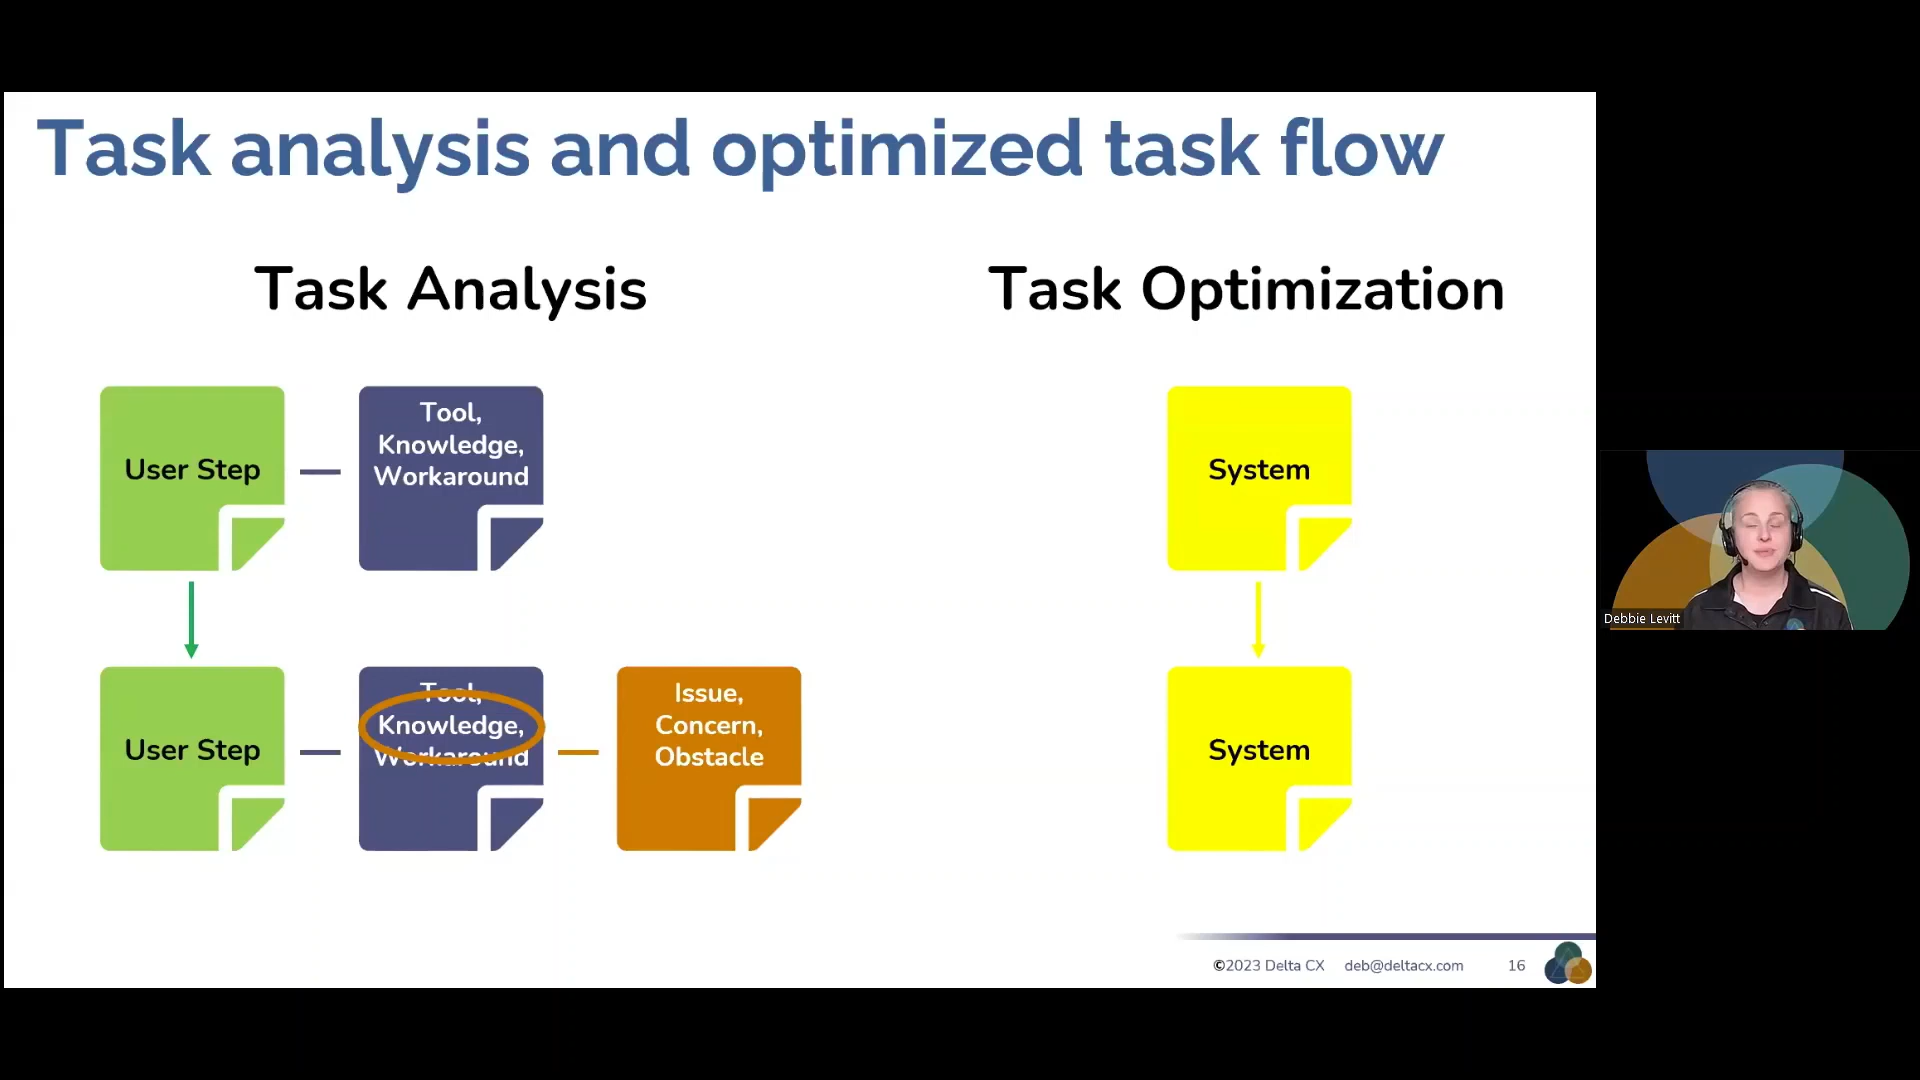 Task analysis and optimized task flow
Task Analysis
Task Optimization
User Step
Tool,
Knowledge,
Workaround
System
User Step
Tool,
Knowledge,
Workaround
Issue,
Concern,
Obstacle
System
Debbie Levitt
©2023 Delta CX deb@deltacx.com 16